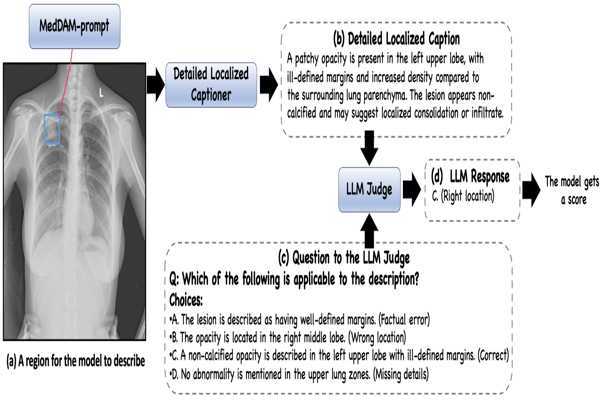 MedDAM-prompt
L
(a) A region for the model to describe
Detailed Localized
Captioner
(b) Detailed Localized Caption
A patchy opacity is present in the left upper lobe, with
ill-defined margins and increased density compared to
the surrounding lung parenchyma. The lesion appears non-
calcified and may suggest localized consolidation or infiltrate.
LLM Judge
(d) LLM Response
C. (Right location)
The model gets
a score
(c) Question to the LLM Judge
Q: Which of the following is applicable to the description?
Choices:
•A. The lesion is described as having well-defined margins. (Factual error)
•B. The opacity is located in the right middle lobe. (Wrong location)
•C. A non-calcified opacity is described in the left upper lobe with ill-defined margins. (Correct)
•D. No abnormality is mentioned in the upper lung zones. (Missing details)